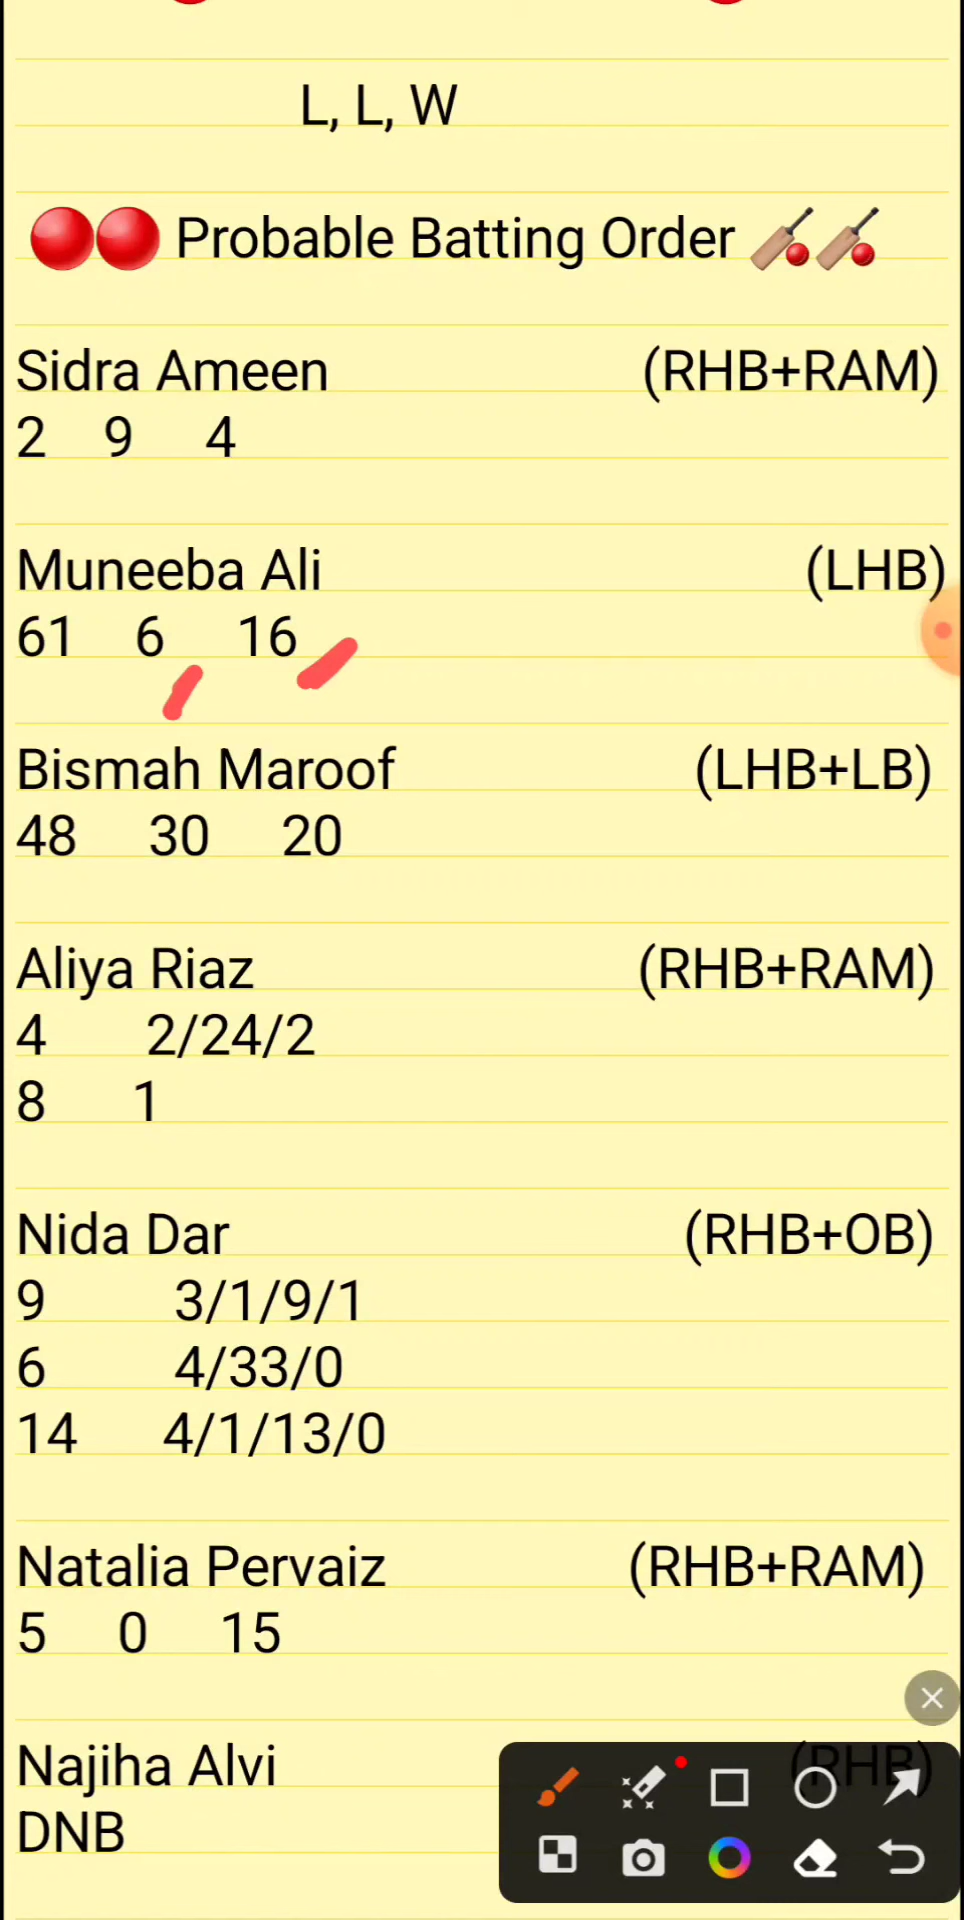 L, L, W
Probable Batting Order
Sidra Ameen (RHB+RAM)
2 9 4
Muneeba Ali (LHB)
61 6 16
Bismah Maroof (LHB+LB)
48 30 20
Aliya Riaz (RHB+RAM)
4 2/24/2
8 1
Nida Dar (RHB+OB)
9 3/1/9/1
6 4/33/0
14 4/1/13/0
Natalia Pervaiz (RHB+RAM)
5 0 15
Najiha Alvi (RHB)
DNB